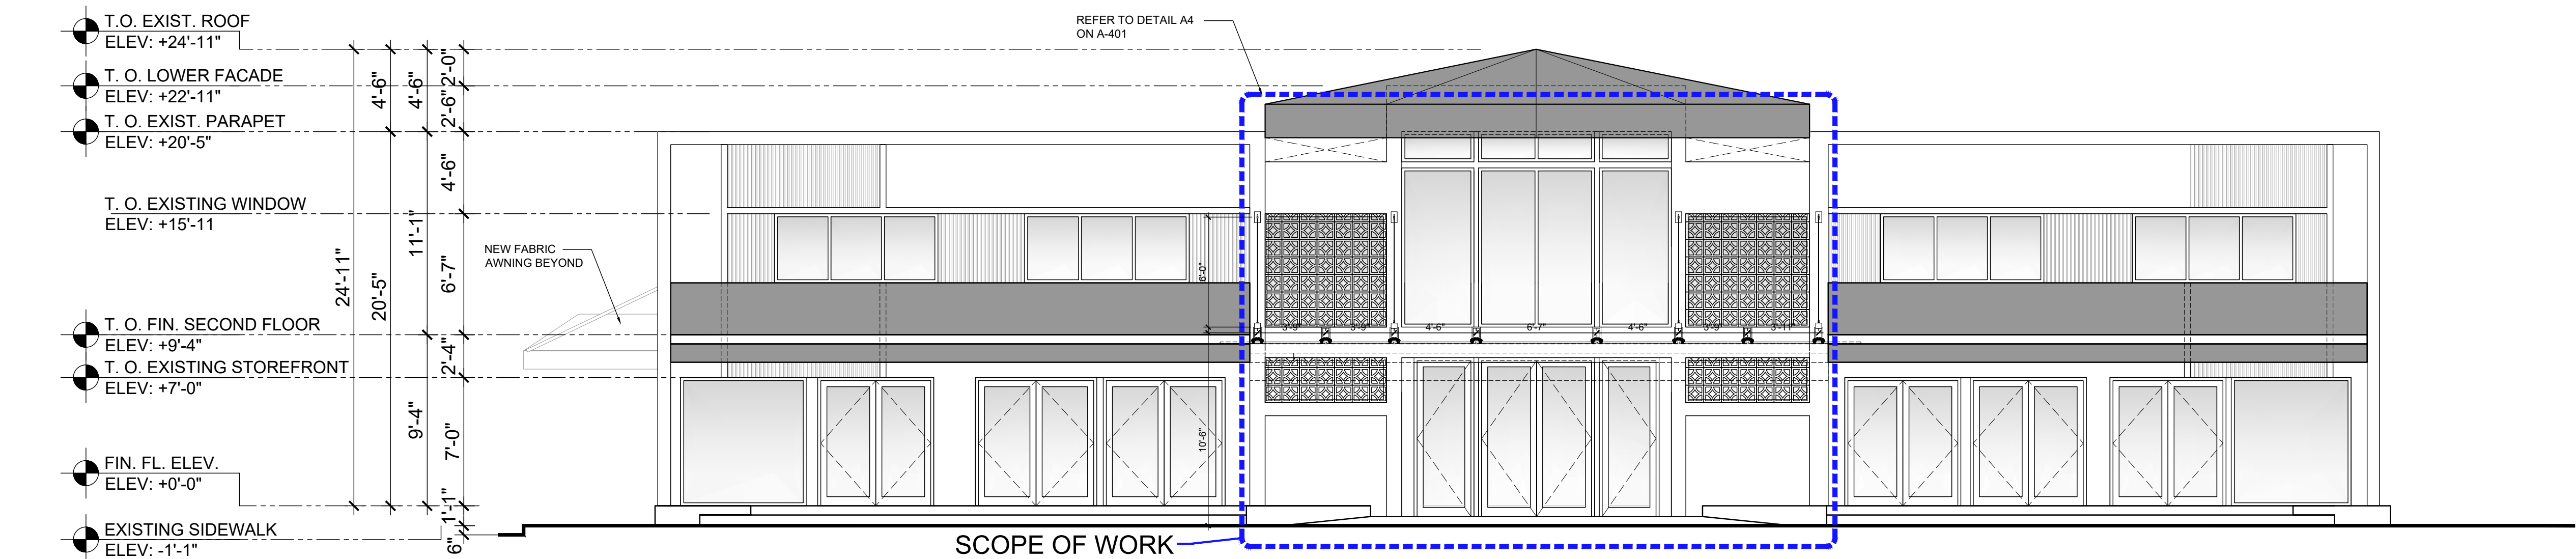 T.O. EXIST. ROOF
ELEV: +24'-11"
T. O. LOWER FACADE
ELEV: +22'-11"
T. O. EXIST. PARAPET
ELEV: +20'-5"
T. O. EXISTING WINDOW
ELEV: +15'-11
T. O. FIN. SECOND FLOOR
ELEV: +9'-4"
T. O. EXISTING STOREFRONT
ELEV: +7'-0"
FIN. FL. ELEV.
ELEV: +0'-0"
EXISTING SIDEWALK
ELEV: -1'-1"
24'-11"
4'-6"
20'-5"
4'-6"
11'-1"
9'-4"
2'-0"
2'-6"
4'-6"
6'-7"
2'-4"
7'-0"
1'-1"
6"
NEW FABRIC
AWNING BEYOND
REFER TO DETAIL A4
ON A-401
6'-0"
10'-6"
3'-9"
3'-9"
4'-6"
6'-7"
4'-6"
3'-9"
3'-11"
SCOPE OF WORK